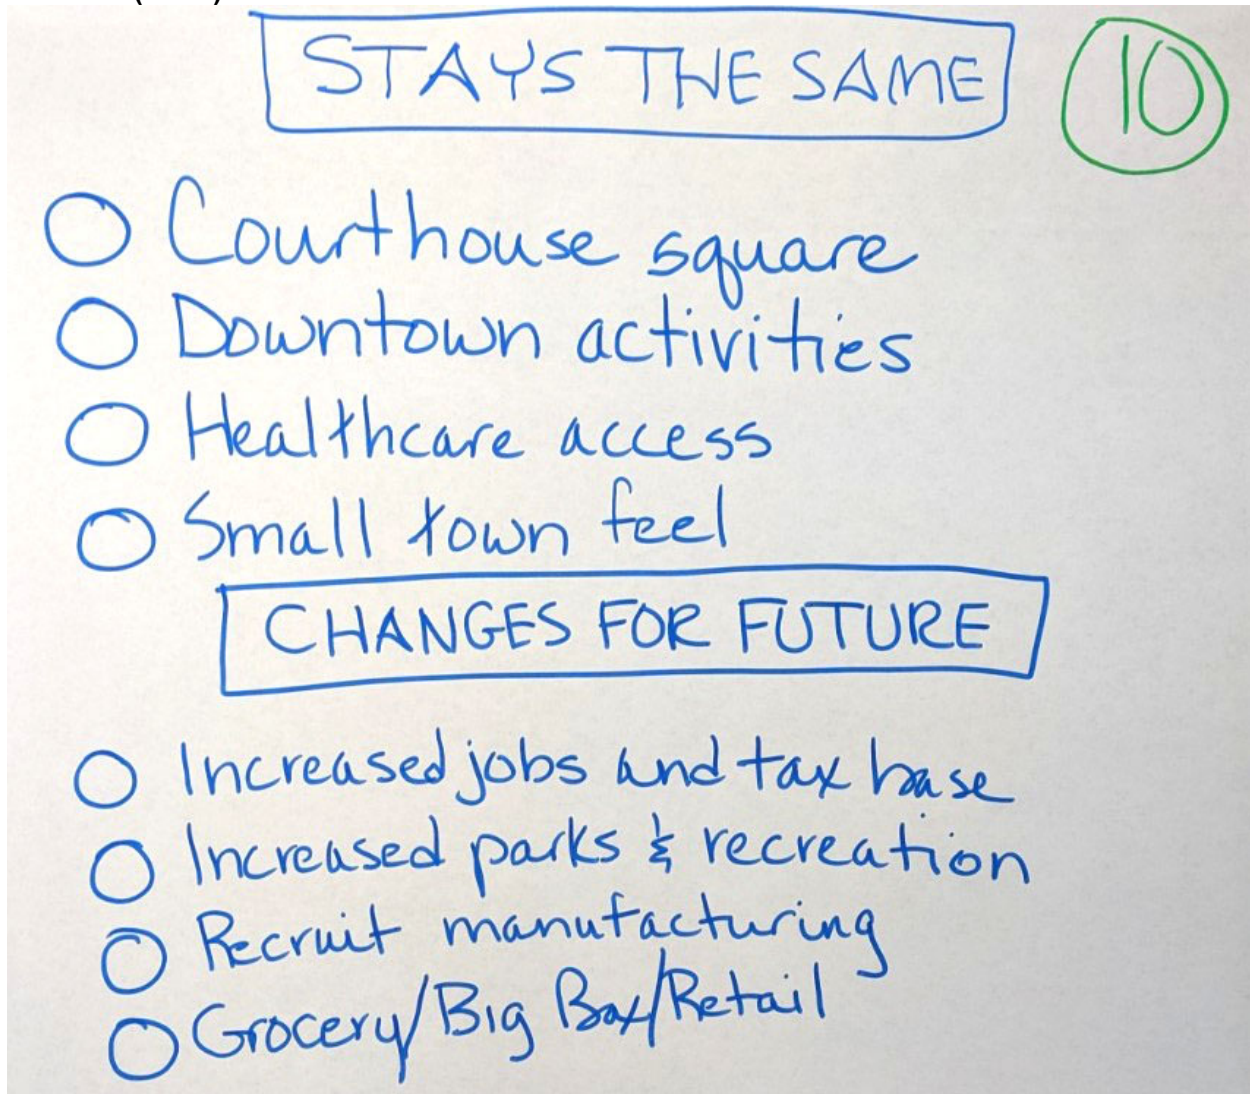 STAYS THE SAME
10
Courthouse square
Downtown activities
Healthcare access
Small town feel
CHANGES FOR FUTURE
Increased jobs and tax base
Increased parks & recreation
Recruit manufacturing
Grocery/Big Box/Retail